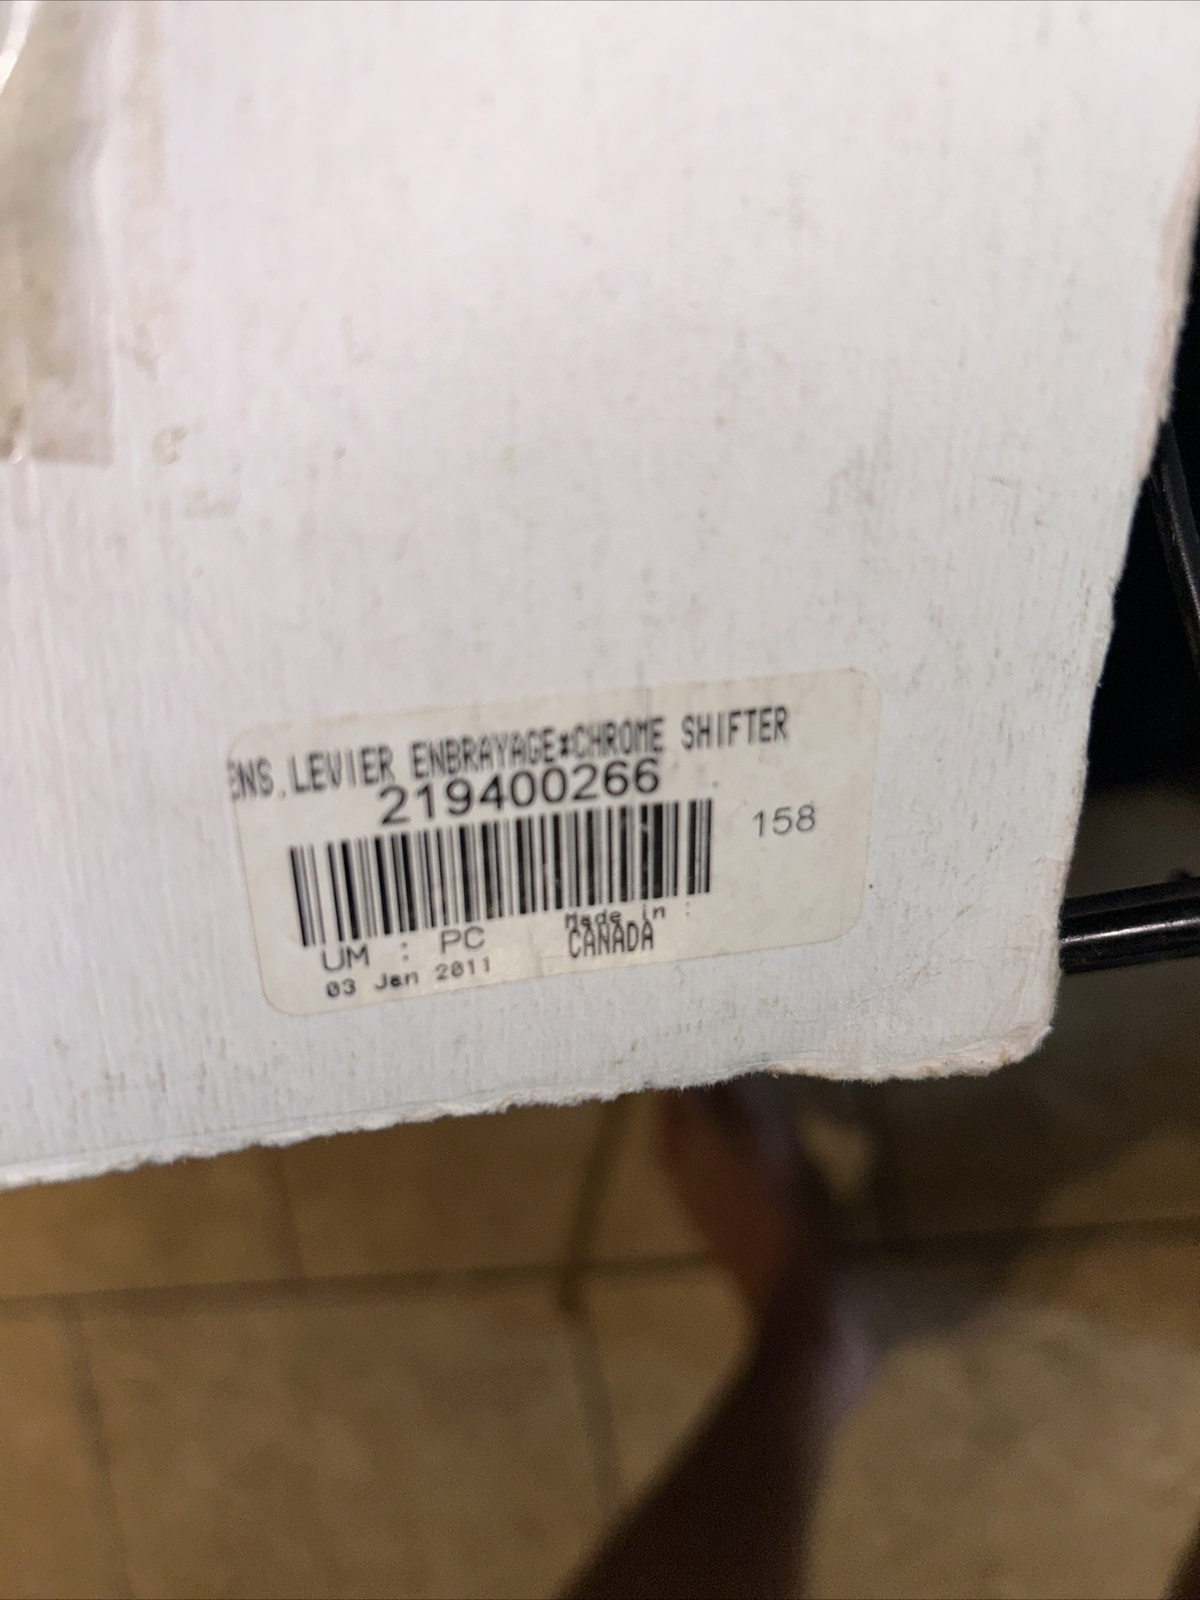 ENS.LEVIER ENBRAYAGE*CHROME SHIFTER
219400266
158
UM : PC
Made in :
CANADA
03 Jan 2011